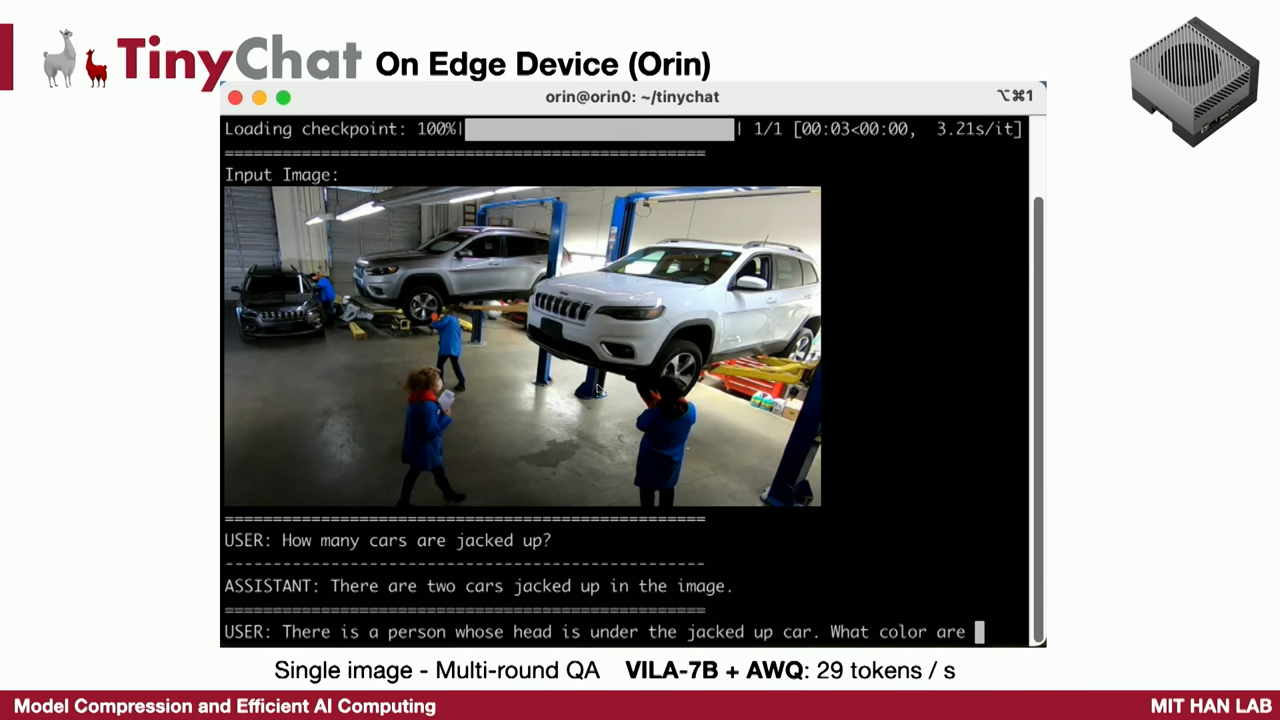 TinyChat On Edge Device (Orin)
orin@orin0: ~/tinychat
⌥⌘1
Loading checkpoint: 100%| | 1/1 [00:03<00:00, 3.21s/it]
==================================================
Input Image:
==================================================
USER: How many cars are jacked up?
--------------------------------------------------
ASSISTANT: There are two cars jacked up in the image.
==================================================
USER: There is a person whose head is under the jacked up car. What color are
Single image - Multi-round QA VILA-7B + AWQ: 29 tokens / s
Model Compression and Efficient AI Computing
MIT HAN LAB